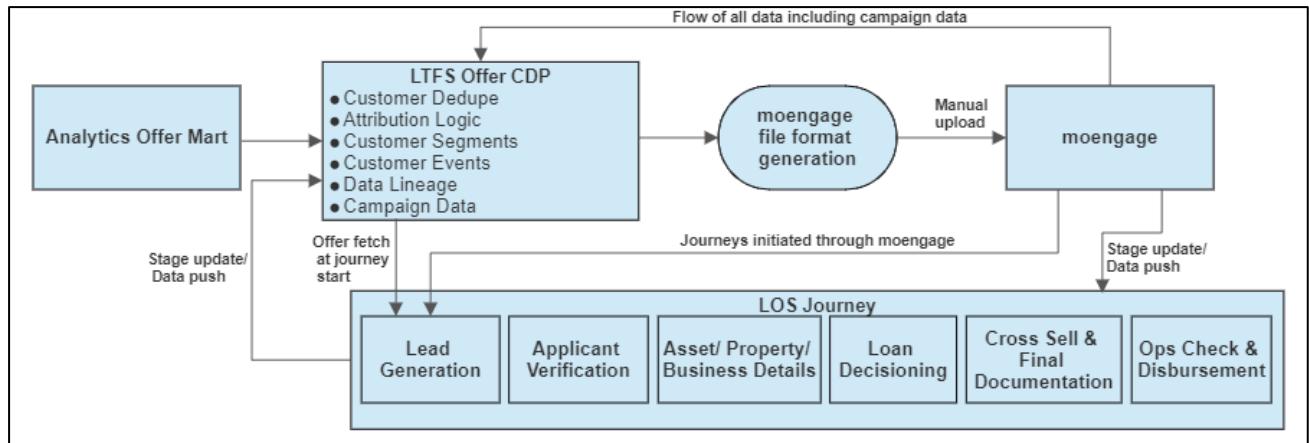 Flow of all data including campaign data
LTFS Offer CDP
● Customer Dedupe
● Attribution Logic
● Customer Segments
● Customer Events
● Data Lineage
● Campaign Data
Analytics Offer Mart
moengage
file format
generation
Manual
upload
moengage
Stage update/
Data push
Offer fetch
at journey
start
Journeys initiated through moengage
Stage update/
Data push
LOS Journey
Lead
Generation
Applicant
Verification
Asset/ Property/
Business Details
Loan
Decisioning
Cross Sell &
Final
Documentation
Ops Check &
Disbursement